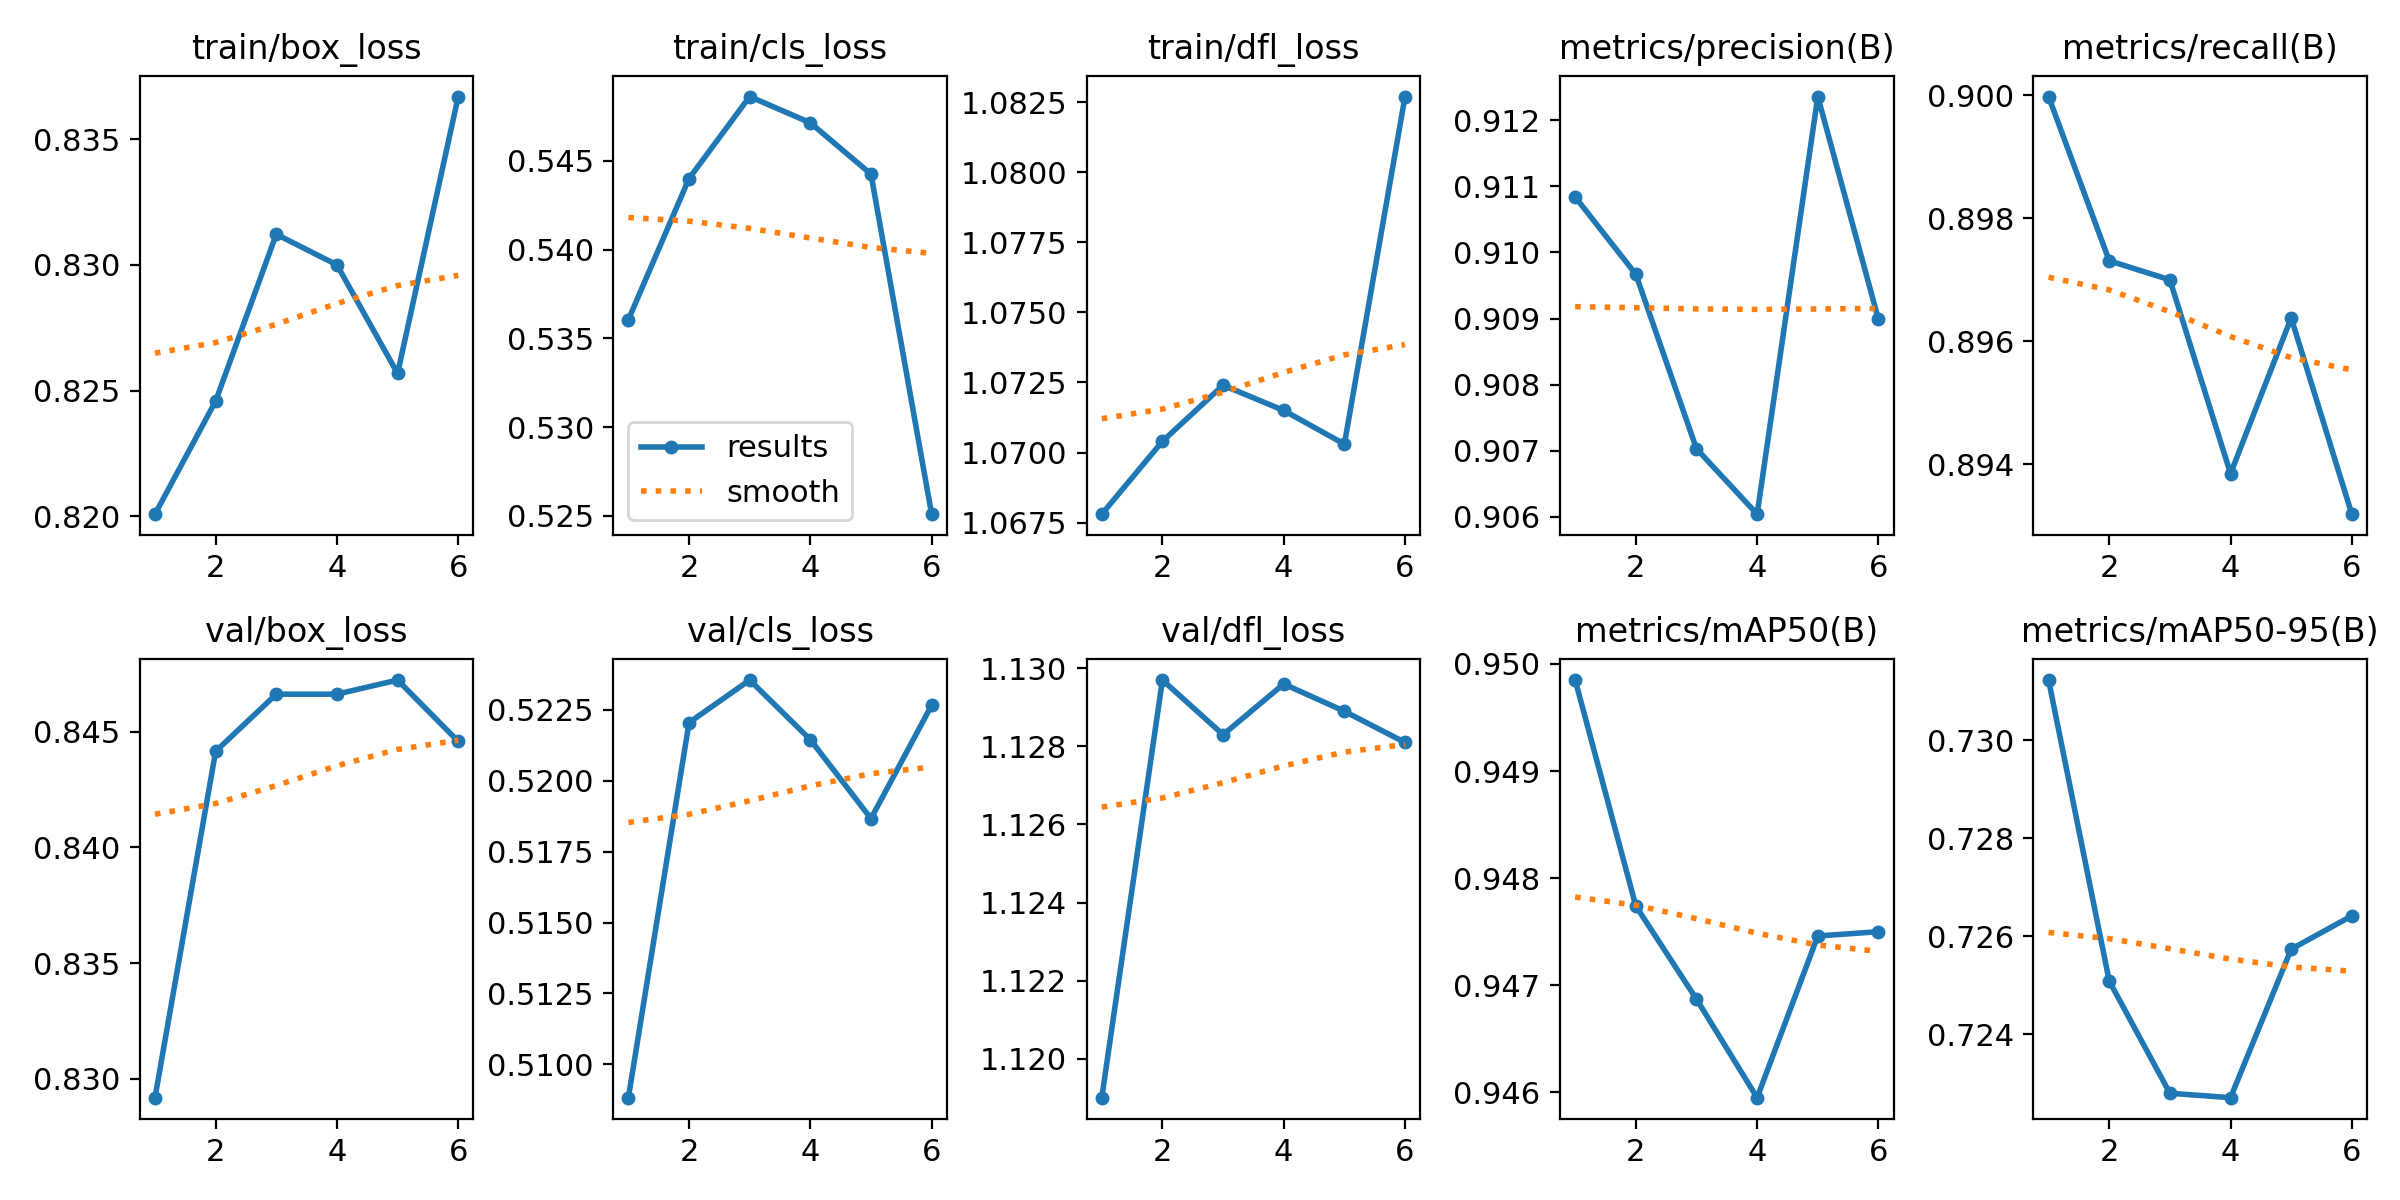 train/box_loss
0.835
0.830
0.825
0.820
2 4 6
train/cls_loss
0.545
0.540
0.535
0.530
0.525
results
smooth
2 4 6
train/dfl_loss
1.0825
1.0800
1.0775
1.0750
1.0725
1.0700
1.0675
2 4 6
metrics/precision(B)
0.912
0.911
0.910
0.909
0.908
0.907
0.906
2 4 6
metrics/recall(B)
0.900
0.898
0.896
0.894
2 4 6
val/box_loss
0.845
0.840
0.835
0.830
2 4 6
val/cls_loss
0.5225
0.5200
0.5175
0.5150
0.5125
0.5100
2 4 6
val/dfl_loss
1.130
1.128
1.126
1.124
1.122
1.120
2 4 6
metrics/mAP50(B)
0.950
0.949
0.948
0.947
0.946
2 4 6
metrics/mAP50-95(B)
0.730
0.728
0.726
0.724
2 4 6